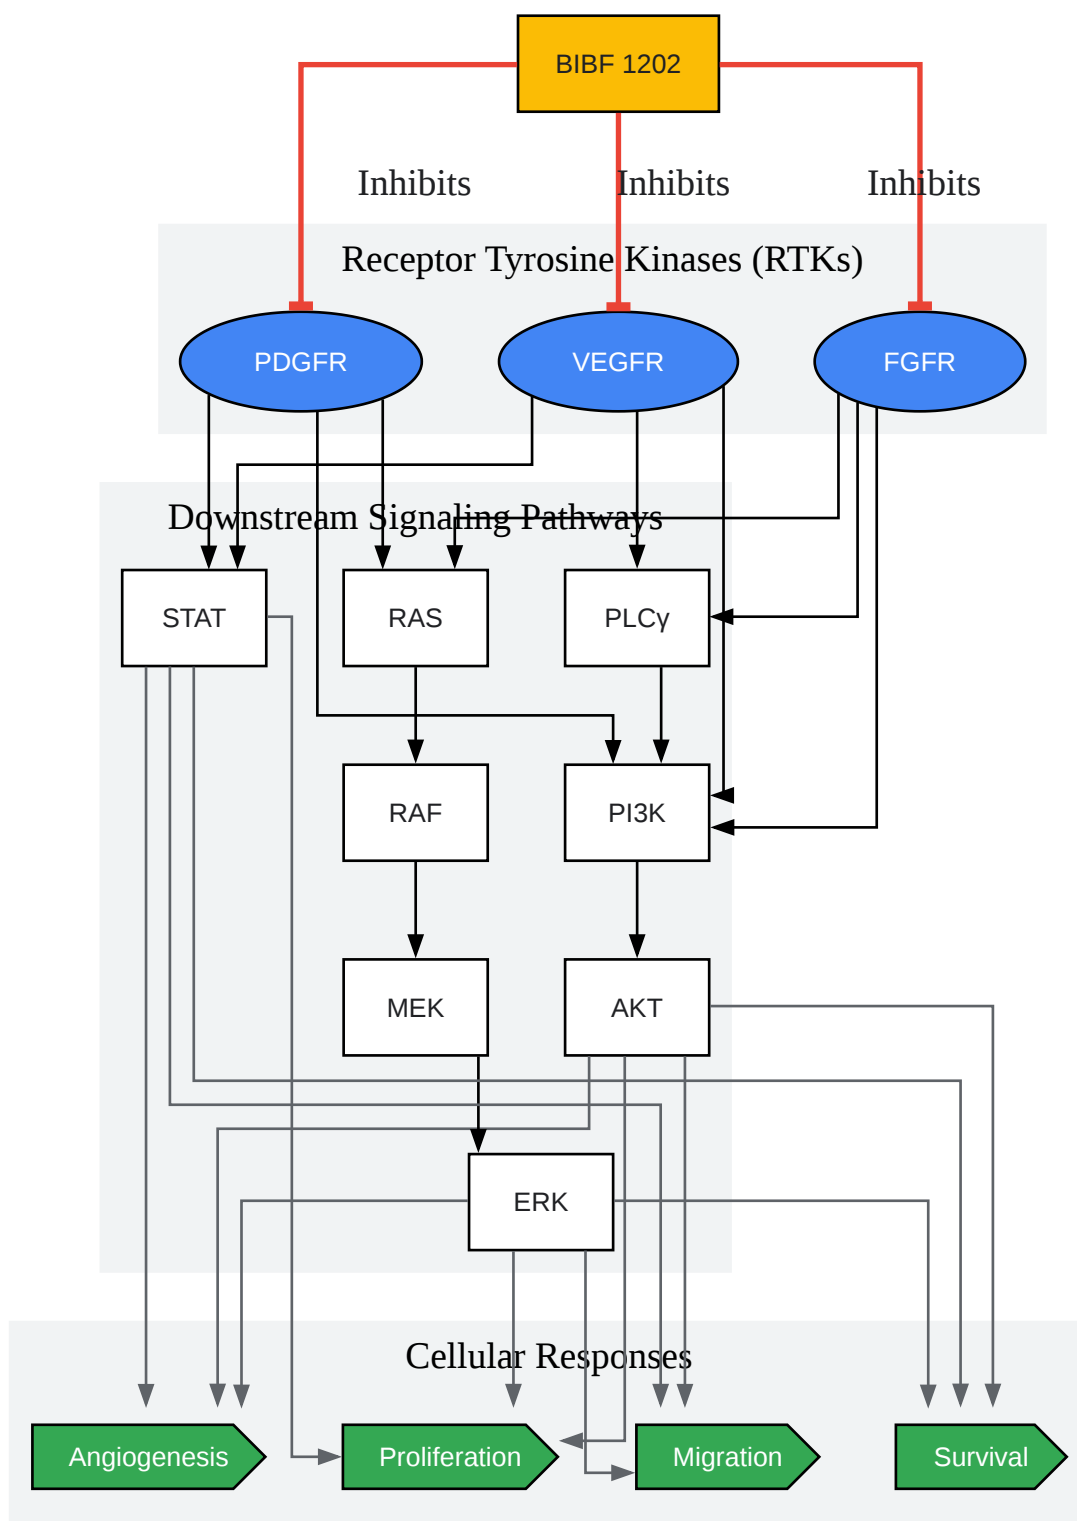 BIBF 1202
Inhibits
Inhibits
Inhibits
Receptor Tyrosine Kinases (RTKs)
PDGFR
VEGFR
FGFR
Downstream Signaling Pathways
STAT
RAS
PLCγ
RAF
PI3K
MEK
AKT
ERK
Cellular Responses
Angiogenesis
Proliferation
Migration
Survival